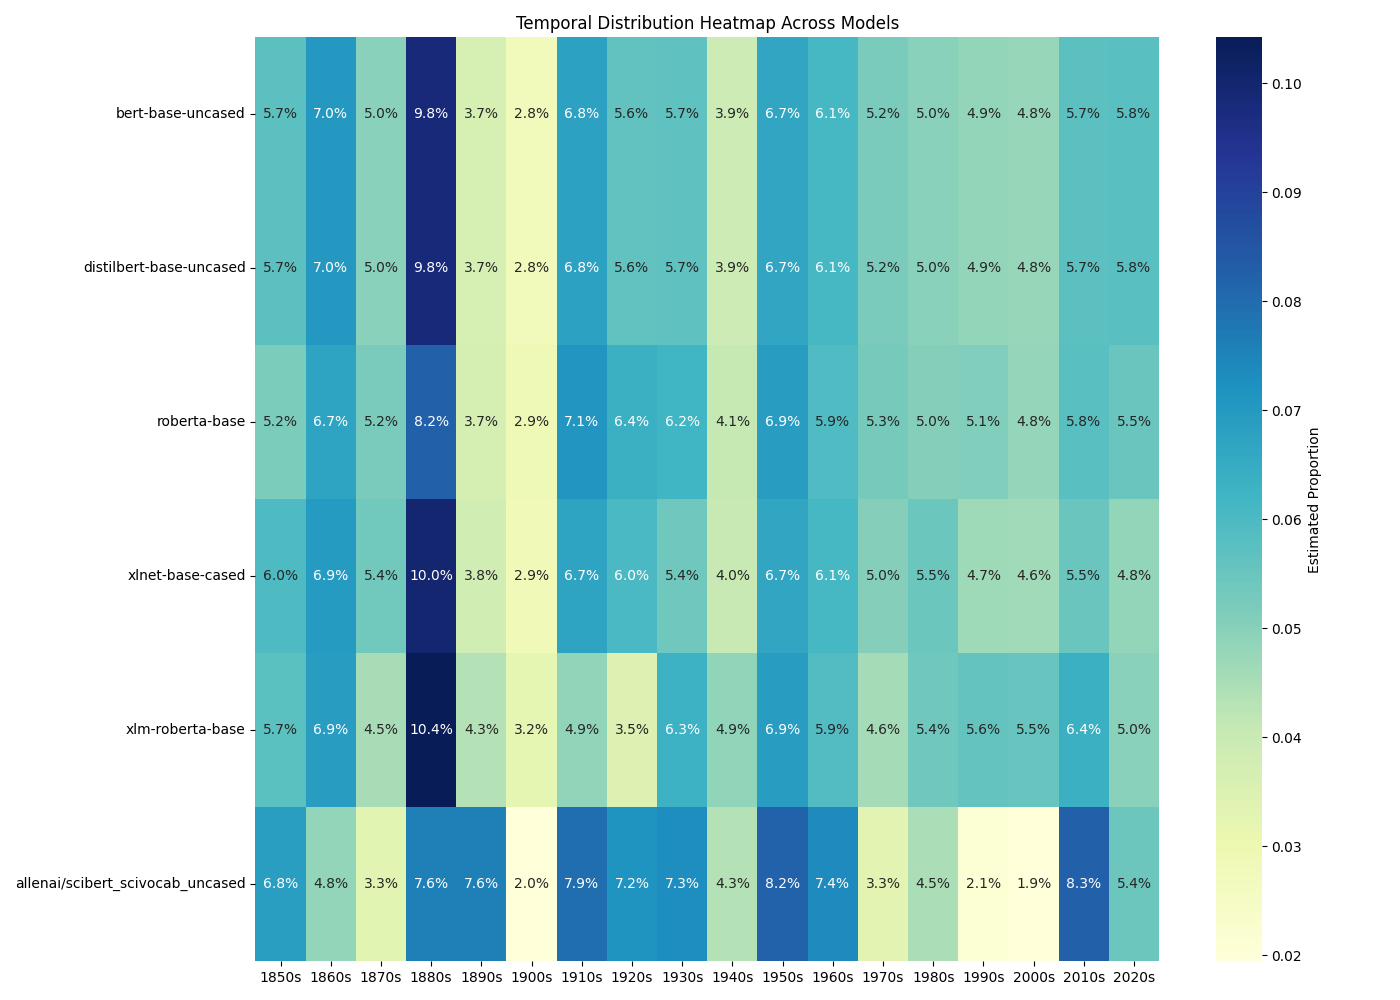 Temporal Distribution Heatmap Across Models
bert-base-uncased 5.7% 7.0% 5.0% 9.8% 3.7% 2.8% 6.8% 5.6% 5.7% 3.9% 6.7% 6.1% 5.2% 5.0% 4.9% 4.8% 5.7% 5.8%
distilbert-base-uncased 5.7% 7.0% 5.0% 9.8% 3.7% 2.8% 6.8% 5.6% 5.7% 3.9% 6.7% 6.1% 5.2% 5.0% 4.9% 4.8% 5.7% 5.8%
roberta-base 5.2% 6.7% 5.2% 8.2% 3.7% 2.9% 7.1% 6.4% 6.2% 4.1% 6.9% 5.9% 5.3% 5.0% 5.1% 4.8% 5.8% 5.5%
xlnet-base-cased 6.0% 6.9% 5.4% 10.0% 3.8% 2.9% 6.7% 6.0% 5.4% 4.0% 6.7% 6.1% 5.0% 5.5% 4.7% 4.6% 5.5% 4.8%
xlm-roberta-base 5.7% 6.9% 4.5% 10.4% 4.3% 3.2% 4.9% 3.5% 6.3% 4.9% 6.9% 5.9% 4.6% 5.4% 5.6% 5.5% 6.4% 5.0%
allenai/scibert_scivocab_uncased 6.8% 4.8% 3.3% 7.6% 7.6% 2.0% 7.9% 7.2% 7.3% 4.3% 8.2% 7.4% 3.3% 4.5% 2.1% 1.9% 8.3% 5.4%
1850s 1860s 1870s 1880s 1890s 1900s 1910s 1920s 1930s 1940s 1950s 1960s 1970s 1980s 1990s 2000s 2010s 2020s
0.10
0.09
0.08
0.07
0.06
0.05
0.04
0.03
0.02
Estimated Proportion